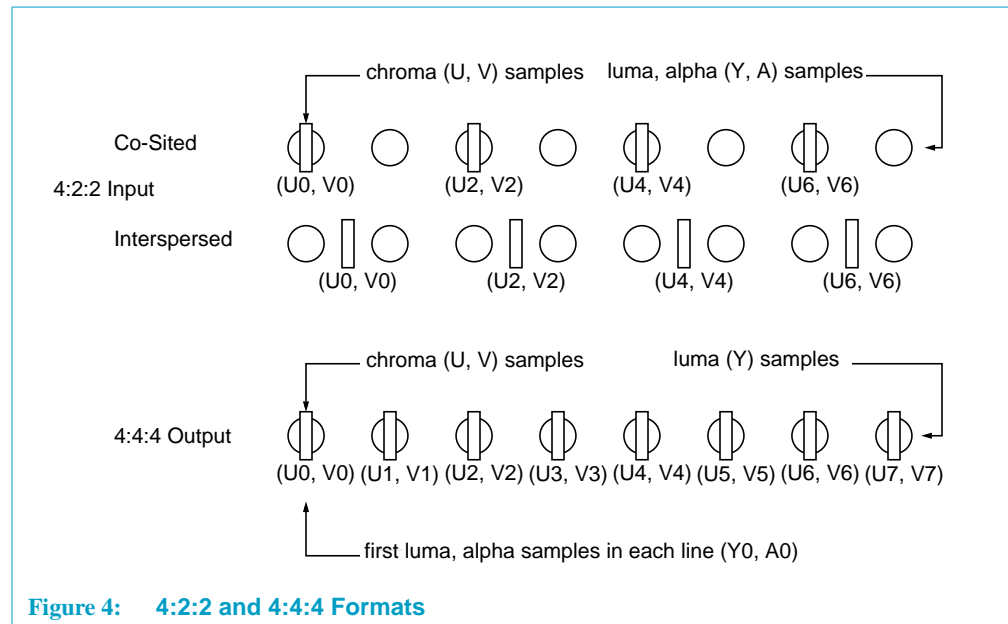 chroma (U, V) samples luma, alpha (Y, A) samples
Co-Sited
(U0, V0) (U2, V2) (U4, V4) (U6, V6)
4:2:2 Input
Interspersed
(U0, V0) (U2, V2) (U4, V4) (U6, V6)
chroma (U, V) samples luma (Y) samples
4:4:4 Output
(U0, V0) (U1, V1) (U2, V2) (U3, V3) (U4, V4) (U5, V5) (U6, V6) (U7, V7)
first luma, alpha samples in each line (Y0, A0)
Figure 4: 4:2:2 and 4:4:4 Formats